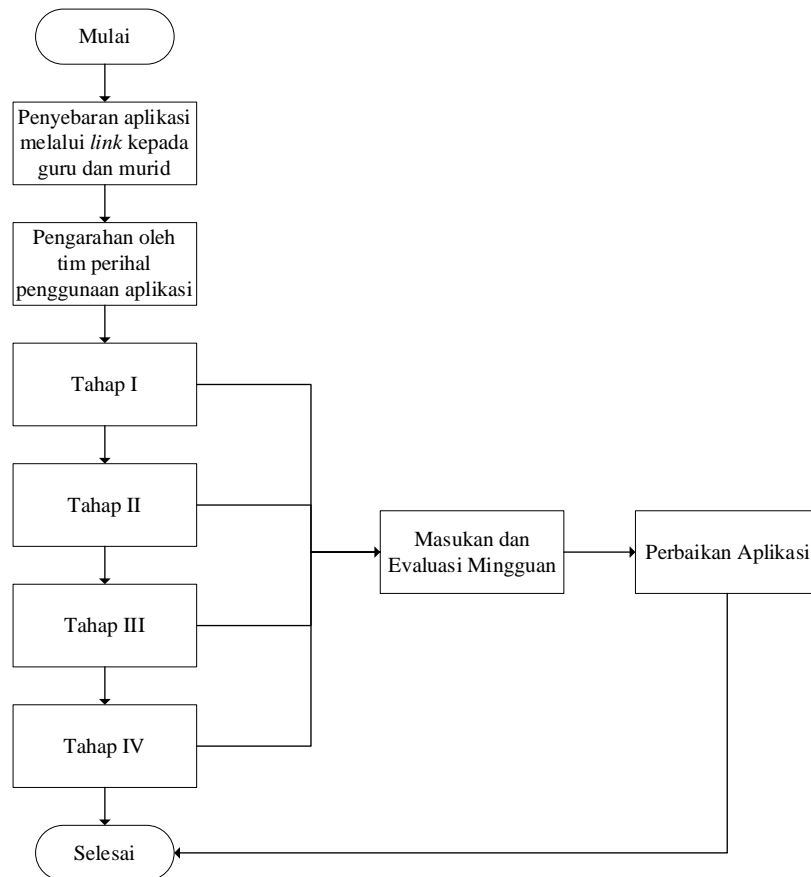 Mulai
Penyebaran aplikasi
melalui link kepada
guru dan murid
Pengarahan oleh
tim perihal
penggunaan aplikasi
Tahap I
Tahap II
Tahap III
Tahap IV
Selesai
Masukan dan
Evaluasi Mingguan
Perbaikan Aplikasi